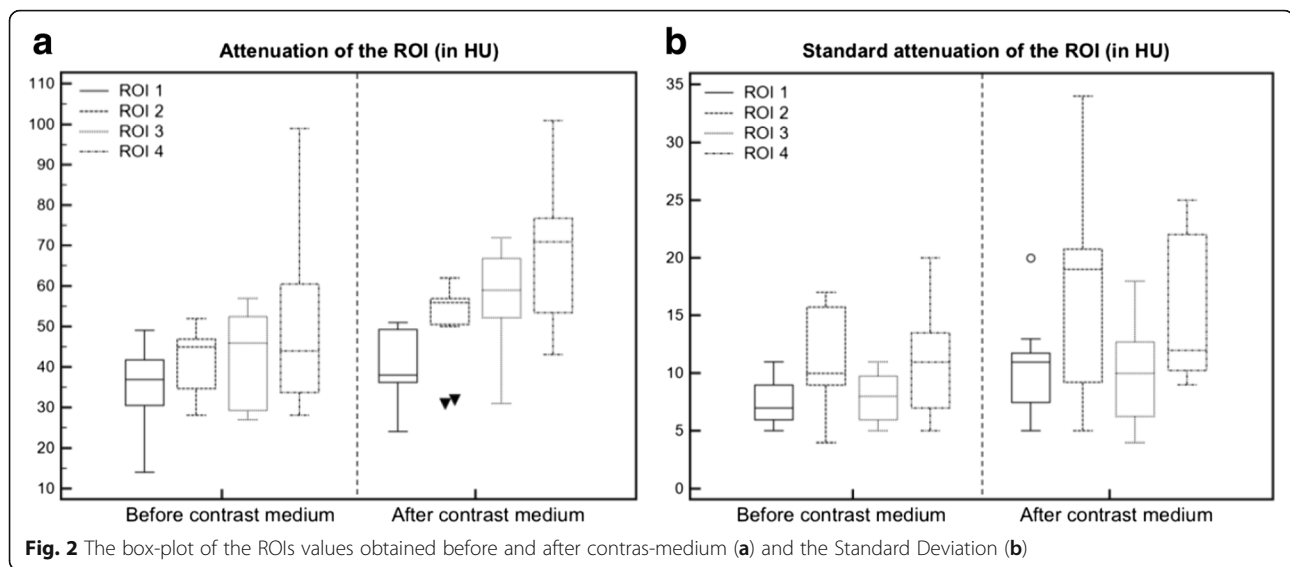 a
Attenuation of the ROI (in HU)
110
100
90
80
70
60
50
40
30
20
10
ROI 1
ROI 2
ROI 3
ROI 4
Before contrast medium
After contrast medium
b
Standard attenuation of the ROI (in HU)
35
30
25
20
15
10
5
0
ROI 1
ROI 2
ROI 3
ROI 4
Before contrast medium
After contrast medium
Fig. 2 The box-plot of the ROIs values obtained before and after contras-medium (a) and the Standard Deviation (b)